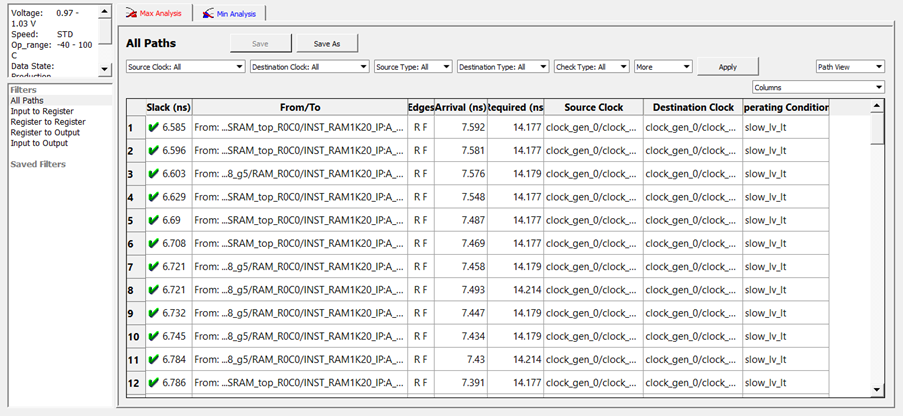 Voltage: 0.97 -
1.03 V
Speed: STD
Op_range: -40 - 100
C
Data State:
Production
Filters
All Paths
Input to Register
Register to Register
Register to Output
Input to Output
Saved Filters
Max Analysis Min Analysis
All Paths Save Save As
Source Clock: All Destination Clock: All Source Type: All Destination Type: All Check Type: All More Apply Path View
Columns
Slack (ns) From/To Edges Arrival (ns) Required (ns Source Clock Destination Clock perating Condition
1 6.585 From: ...SRAM_top_R0C0/INST_RAM1K20_IP:A_... R F 7.592 14.177 clock_gen_0/clock_... clock_gen_0/clock_... slow_lv_lt
2 6.596 From: ...SRAM_top_R0C0/INST_RAM1K20_IP:A_... R F 7.581 14.177 clock_gen_0/clock_... clock_gen_0/clock_... slow_lv_lt
3 6.603 From: ...8_g5/RAM_R0C0/INST_RAM1K20_IP:A_... R F 7.576 14.179 clock_gen_0/clock_... clock_gen_0/clock_... slow_lv_lt
4 6.629 From: ...SRAM_top_R0C0/INST_RAM1K20_IP:A_... R F 7.548 14.177 clock_gen_0/clock_... clock_gen_0/clock_... slow_lv_lt
5 6.69 From: ...SRAM_top_R0C0/INST_RAM1K20_IP:A_... R F 7.487 14.177 clock_gen_0/clock_... clock_gen_0/clock_... slow_lv_lt
6 6.708 From: ...SRAM_top_R0C0/INST_RAM1K20_IP:A_... R F 7.469 14.177 clock_gen_0/clock_... clock_gen_0/clock_... slow_lv_lt
7 6.721 From: ...8_g5/RAM_R0C0/INST_RAM1K20_IP:A_... R F 7.458 14.179 clock_gen_0/clock_... clock_gen_0/clock_... slow_lv_lt
8 6.721 From: ...8_g5/RAM_R0C0/INST_RAM1K20_IP:A_... R F 7.493 14.214 clock_gen_0/clock_... clock_gen_0/clock_... slow_lv_lt
9 6.732 From: ...8_g5/RAM_R0C0/INST_RAM1K20_IP:A_... R F 7.447 14.179 clock_gen_0/clock_... clock_gen_0/clock_... slow_lv_lt
10 6.745 From: ...8_g5/RAM_R0C0/INST_RAM1K20_IP:A_... R F 7.434 14.179 clock_gen_0/clock_... clock_gen_0/clock_... slow_lv_lt
11 6.784 From: ...8_g5/RAM_R0C0/INST_RAM1K20_IP:A_... R F 7.43 14.214 clock_gen_0/clock_... clock_gen_0/clock_... slow_lv_lt
12 6.786 From: ...SRAM_top_R0C0/INST_RAM1K20_IP:A_... R F 7.391 14.177 clock_gen_0/clock_... clock_gen_0/clock_... slow_lv_lt